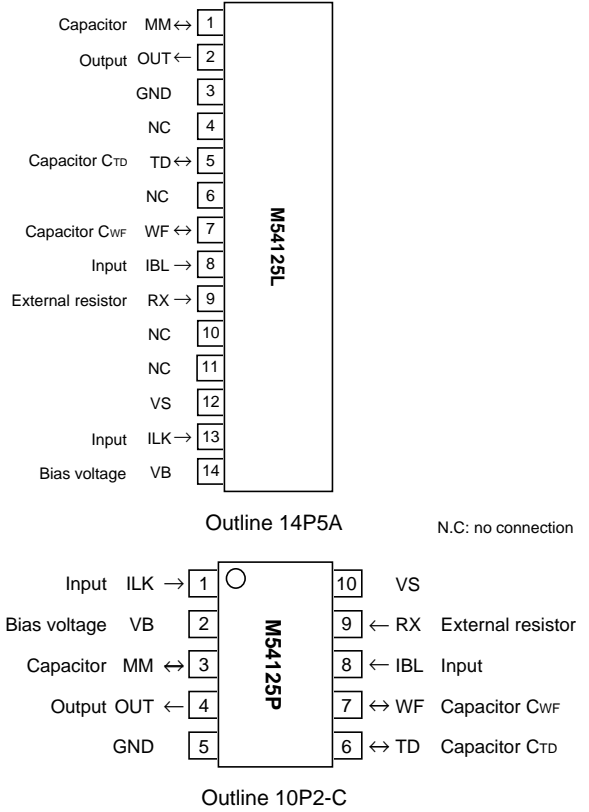 Capacitor MM ↔ 1
Output OUT ← 2
GND 3
NC 4
Capacitor CTD TD ↔ 5
NC 6
Capacitor CWF WF ↔ 7
Input IBL → 8
External resistor RX → 9
NC 10
NC 11
VS 12
Input ILK → 13
Bias voltage VB 14
M54125L
Outline 14P5A
N.C: no connection
Input ILK → 1 10 VS
Bias voltage VB 2 9 ← RX External resistor
Capacitor MM ↔ 3 8 ← IBL Input
Output OUT ← 4 7 ↔ WF Capacitor CWF
GND 5 6 ↔ TD Capacitor CTD
M54125P
Outline 10P2-C